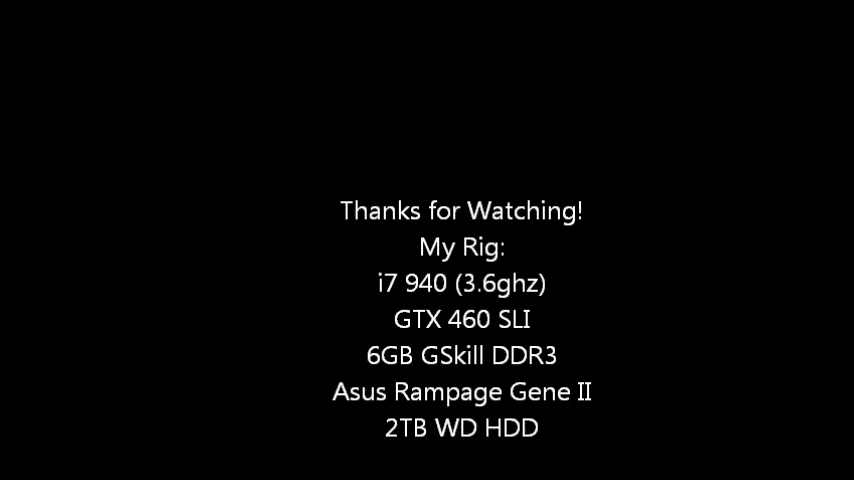 Thanks for Watching!
My Rig:
i7 940 (3.6ghz)
GTX 460 SLI
6GB GSkill DDR3
Asus Rampage Gene II
2TB WD HDD